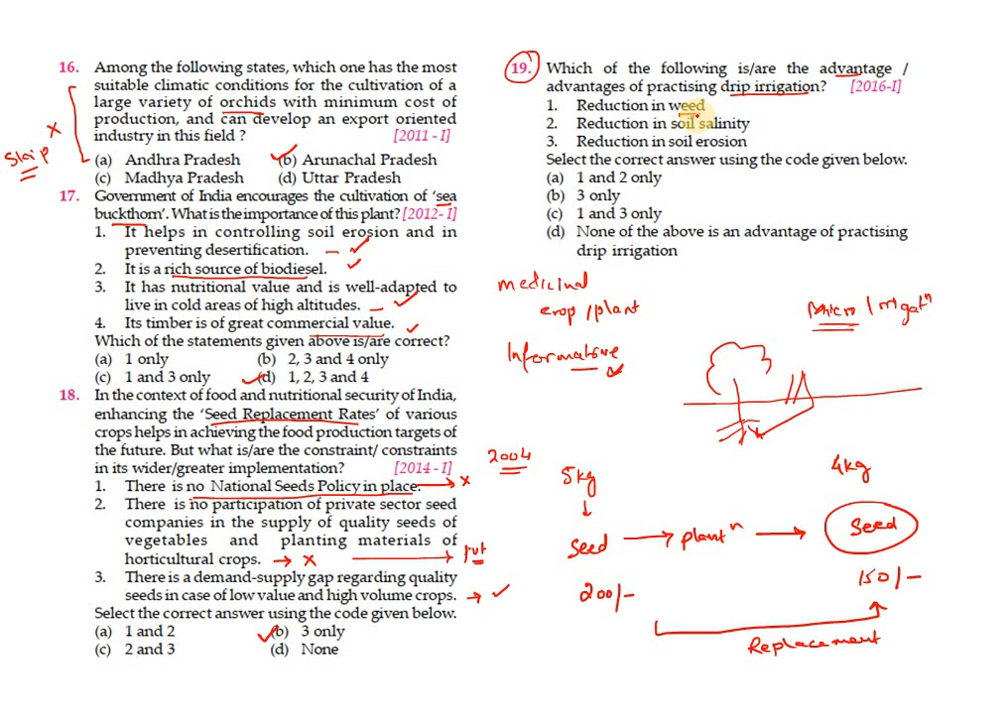 16. Among the following states, which one has the most
suitable climatic conditions for the cultivation of a
large variety of orchids with minimum cost of
production, and can develop an export oriented
industry in this field ? [2011 - I]
(a) Andhra Pradesh (b) Arunachal Pradesh
(c) Madhya Pradesh (d) Uttar Pradesh
Skip
17. Government of India encourages the cultivation of 'sea
buckthorn'. What is the importance of this plant? [2012- I]
1. It helps in controlling soil erosion and in
preventing desertification.
2. It is a rich source of biodiesel.
3. It has nutritional value and is well-adapted to
live in cold areas of high altitudes.
4. Its timber is of great commercial value.
Which of the statements given above is/are correct?
(a) 1 only (b) 2, 3 and 4 only
(c) 1 and 3 only (d) 1, 2, 3 and 4
18. In the context of food and nutritional security of India,
enhancing the 'Seed Replacement Rates' of various
crops helps in achieving the food production targets of
the future. But what is/are the constraint/ constraints
in its wider/greater implementation? [2014 - I]
1. There is no National Seeds Policy in place.
2. There is no participation of private sector seed
companies in the supply of quality seeds of
vegetables and planting materials of
horticultural crops.
3. There is a demand-supply gap regarding quality
seeds in case of low value and high volume crops.
Select the correct answer using the code given below.
(a) 1 and 2 (b) 3 only
(c) 2 and 3 (d) None
19. Which of the following is/are the advantage /
advantages of practising drip irrigation? [2016-I]
1. Reduction in weed
2. Reduction in soil salinity
3. Reduction in soil erosion
Select the correct answer using the code given below.
(a) 1 and 2 only
(b) 3 only
(c) 1 and 3 only
(d) None of the above is an advantage of practising
drip irrigation
medicinal
crop / plant
Informative
Irrigatⁿ
2004
5kg
4kg
seed plantⁿ Seed
200/-
150/-
Replacement